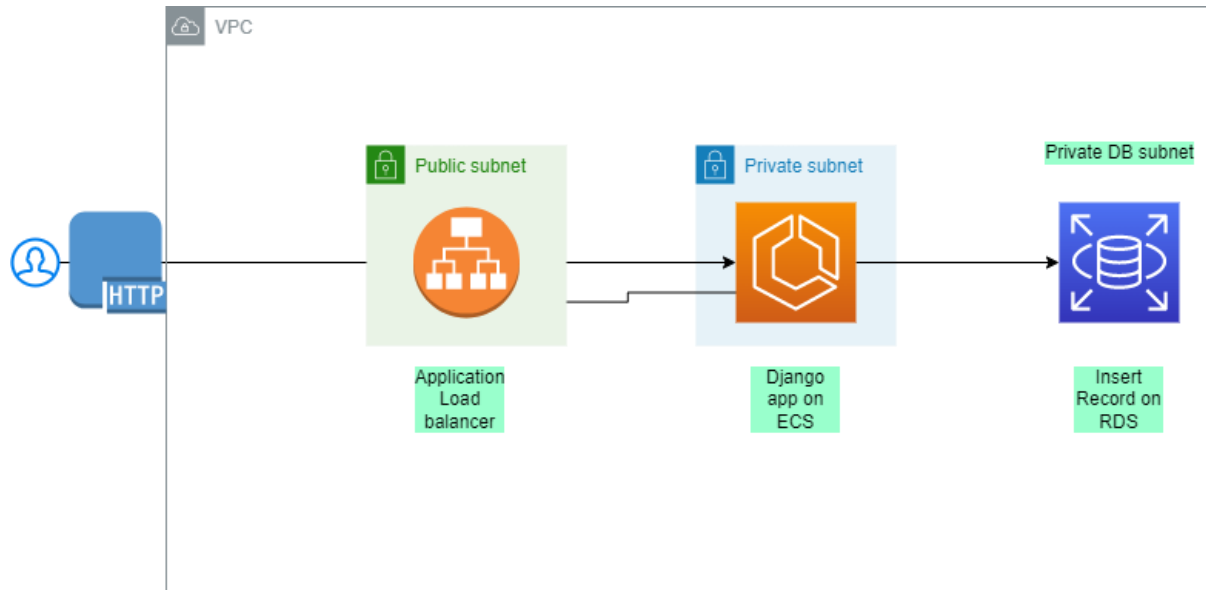 VPC
Public subnet
Private subnet
Private DB subnet
HTTP
Application
Load
balancer
Django
app on
ECS
Insert
Record on
RDS